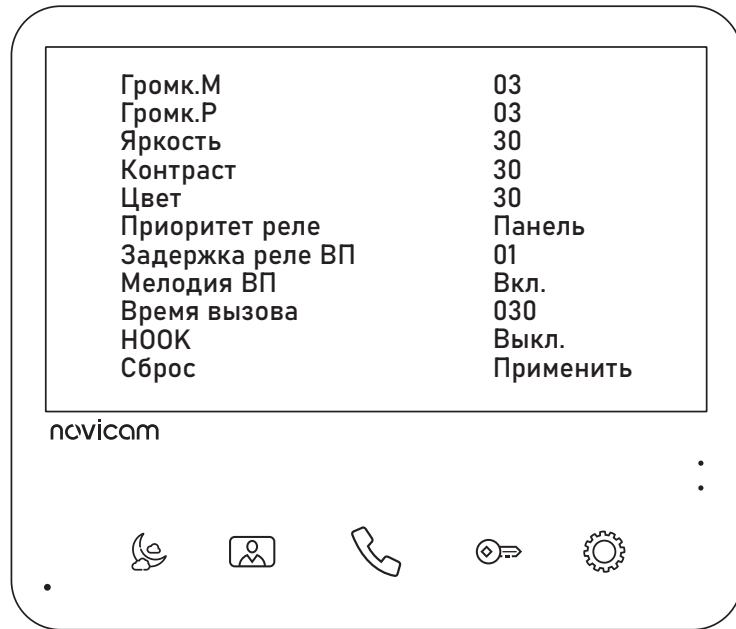 Громк.М 03
Громк.Р 03
Яркость 30
Контраст 30
Цвет 30
Приоритет реле Панель
Задержка реле ВП 01
Мелодия ВП Вкл.
Время вызова 030
HOOK Выкл.
Сброс Применить
novicam